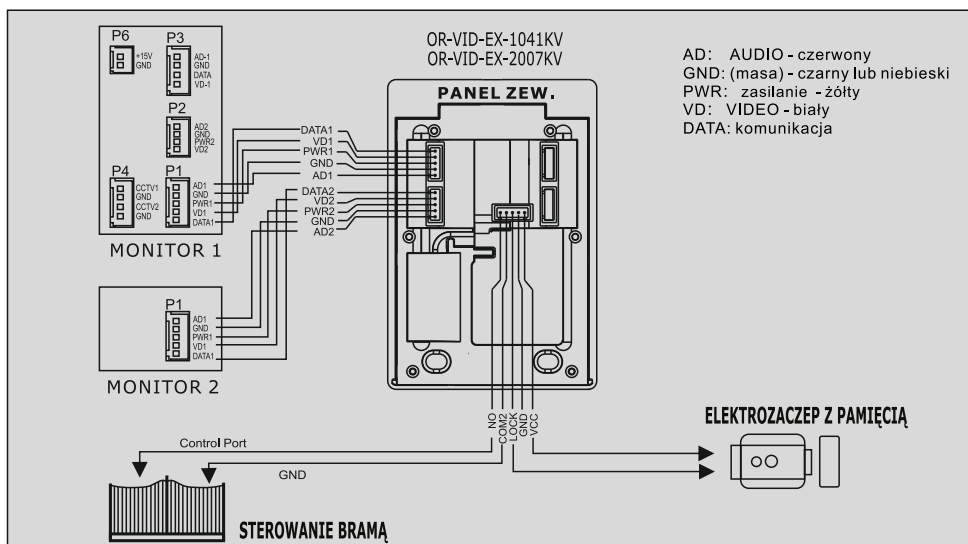 OR-VID-EX-1041KV
OR-VID-EX-2007KV
PANEL ZEW.
AD: AUDIO - czerwony
GND: (masa) - czarny lub niebieski
PWR: zasilanie - żółty
VD: VIDEO - biały
DATA: komunikacja
P6
+15V
GND
P3
AD-1
GND
DATA
VD-1
P2
AD2
GND
PWR2
VD2
P4
CCTV1
GND
CCTV2
GND
P1
AD1
GND
PWR1
VD1
DATA1
MONITOR 1
DATA1
VD1
PWR1
GND
AD1
DATA2
VD2
PWR2
GND
AD2
P1
AD1
GND
PWR1
VD1
DATA1
MONITOR 2
NO
COM2
LOCK
GND
VCC
Control Port
GND
STEROWANIE BRAMĄ
ELEKTROZACZEP Z PAMIĘCIĄ